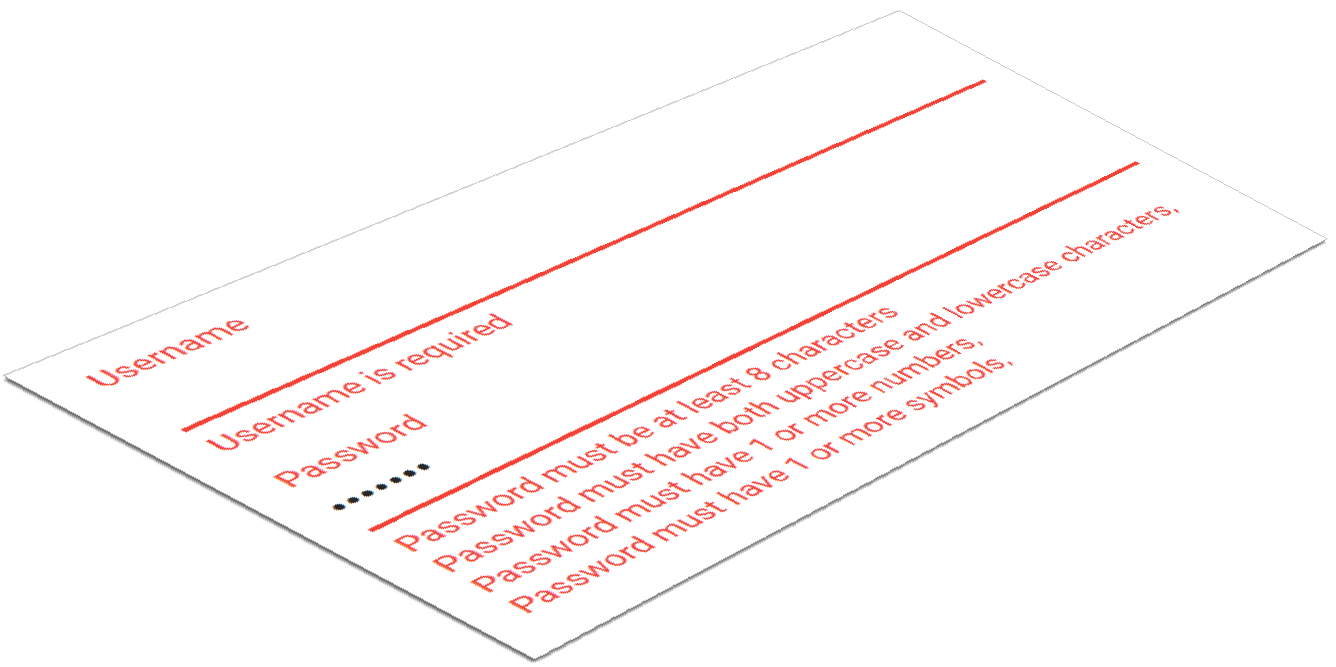 Username
Username is required
Password
•••••••
Password must be at least 8 characters
Password must have both uppercase and lowercase characters,
Password must have 1 or more numbers,
Password must have 1 or more symbols,